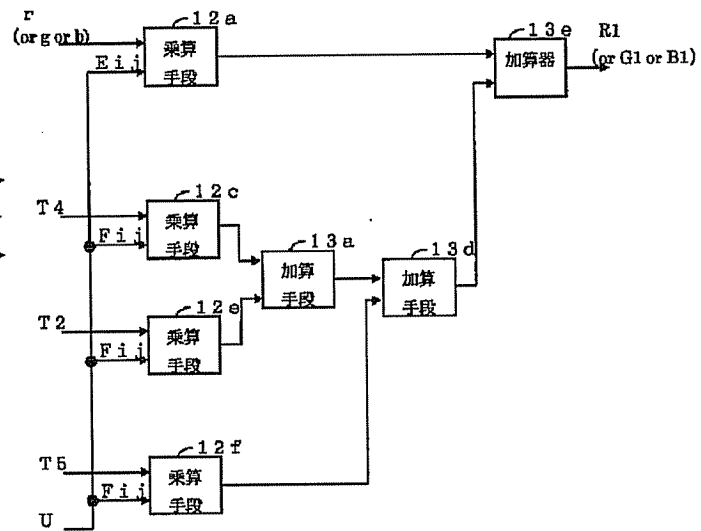 r
(or g or b)
Eij
12a
乗算
手段
13e
加算器
R1
(or G1 or B1)
T4
Fij
12c
乗算
手段
13a
加算
手段
13d
加算
手段
T2
Fij
12e
乗算
手段
T5
Fij
12f
乗算
手段
U